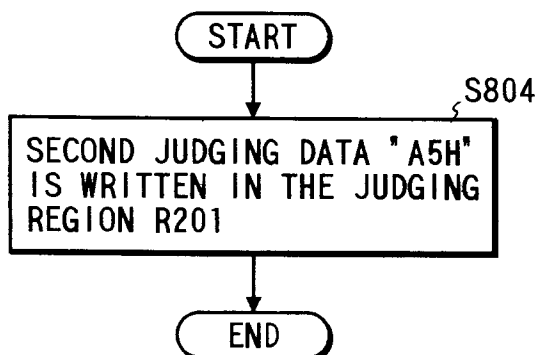 START
S804
SECOND JUDGING DATA "A5H"
IS WRITTEN IN THE JUDGING
REGION R201
END